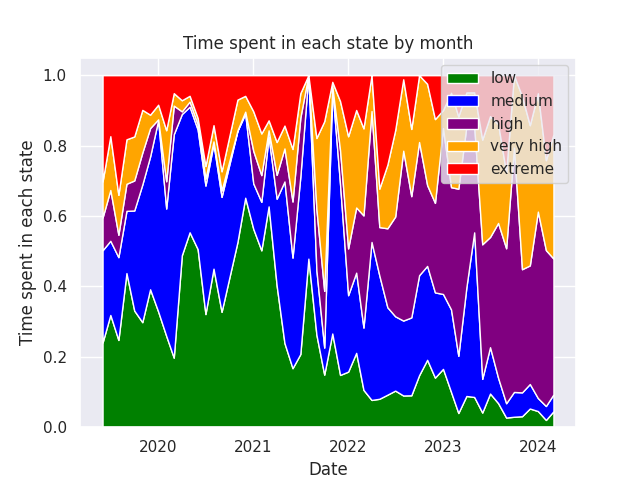 Time spent in each state by month
1.0
0.8
0.6
0.4
0.2
0.0
Time spent in each state
low
medium
high
very high
extreme
2020 2021 2022 2023 2024
Date